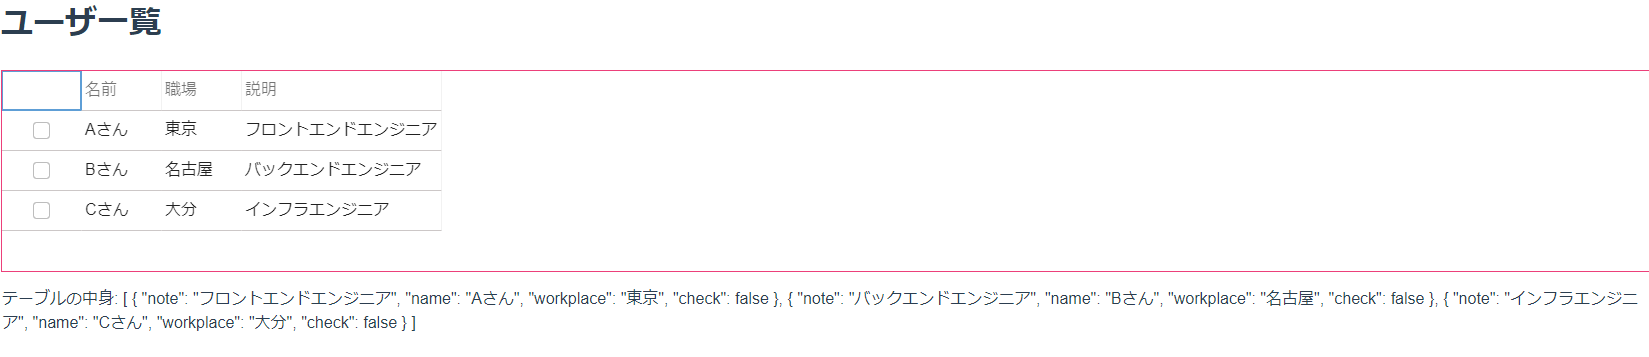 ユーザ一覧
名前 職場 説明
Aさん 東京 フロントエンドエンジニア
Bさん 名古屋 バックエンドエンジニア
Cさん 大分 インフラエンジニア
テーブルの中身: [ { "note": "フロントエンドエンジニア", "name": "Aさん", "workplace": "東京", "check": false }, { "note": "バックエンドエンジニア", "name": "Bさん", "workplace": "名古屋", "check": false }, { "note": "インフラエンジニ
ア", "name": "Cさん", "workplace": "大分", "check": false } ]